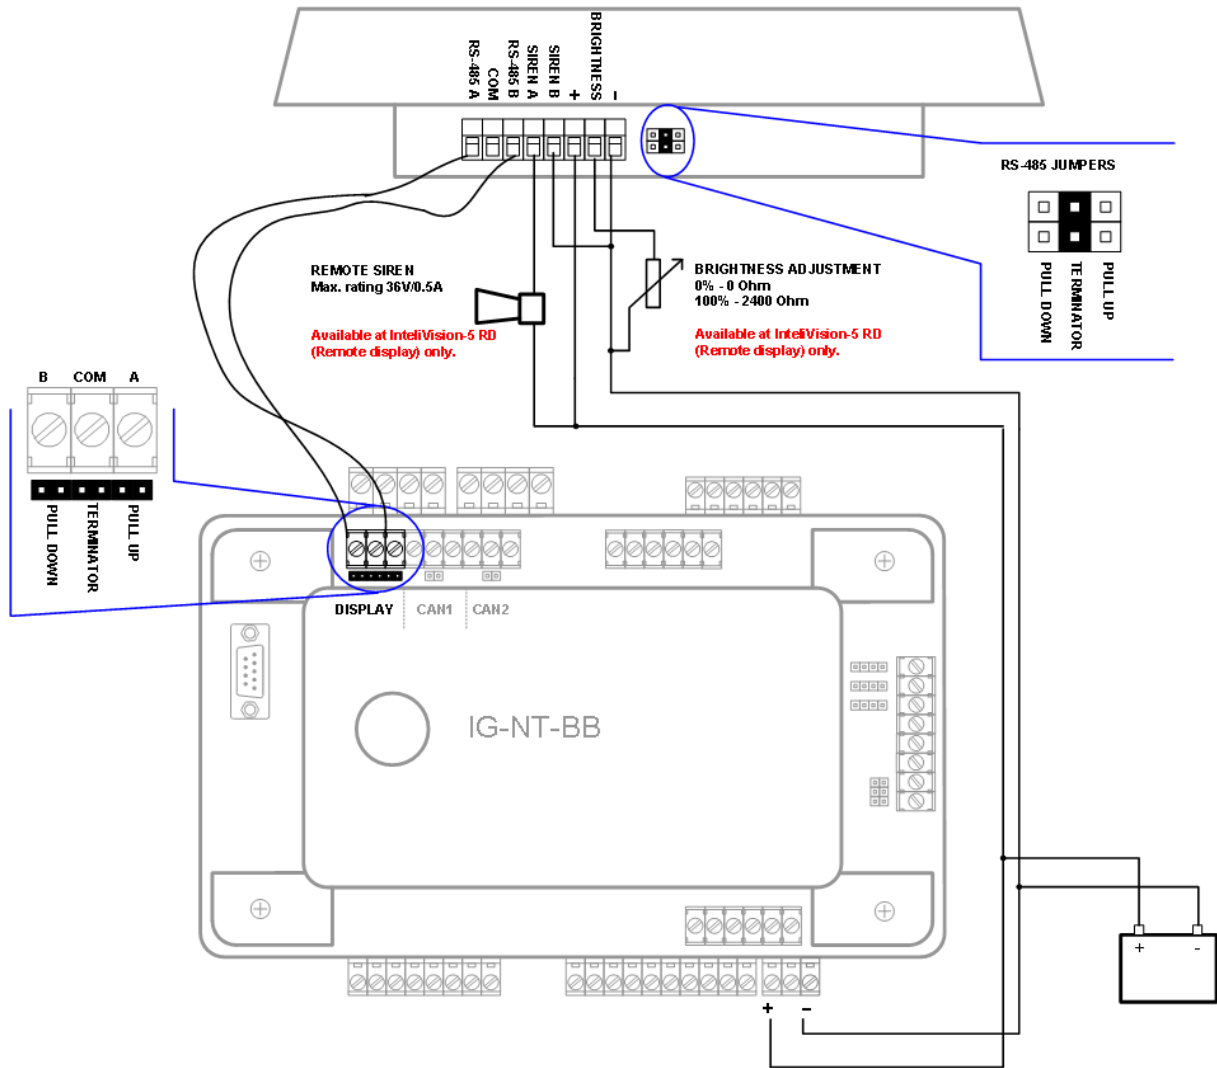 RS-485 A
COM
RS-485 B
SIREN A
SIREN B
+
BRIGHTNESS
-
RS-485 JUMPERS
PULL DOWN
TERMINATOR
PULL UP
REMOTE SIREN
Max. rating 36V/0.5A
Available at InteliVision-5 RD
(Remote display) only.
BRIGHTNESS ADJUSTMENT
0% - 0 Ohm
100% - 2400 Ohm
Available at InteliVision-5 RD
(Remote display) only.
B COM A
PULL DOWN
TERMINATOR
PULL UP
DISPLAY CAN1 CAN2
IG-NT-BB
+ -
+ -